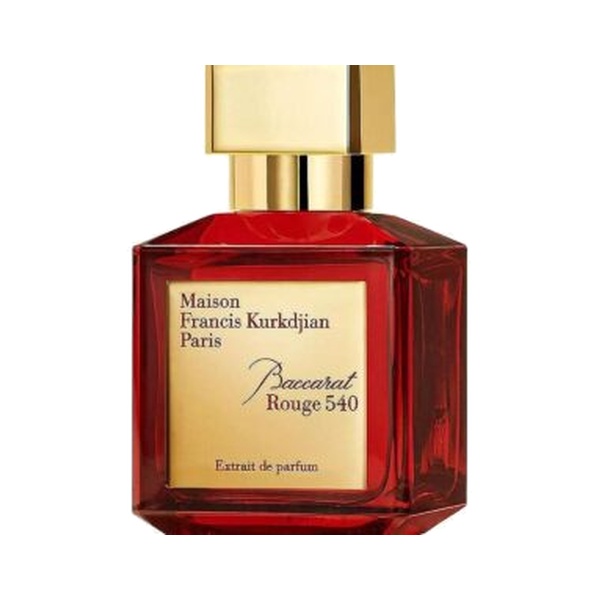 Maison
Francis Kurkdjian
Paris
Baccarat
Rouge 540
Extrait de parfum